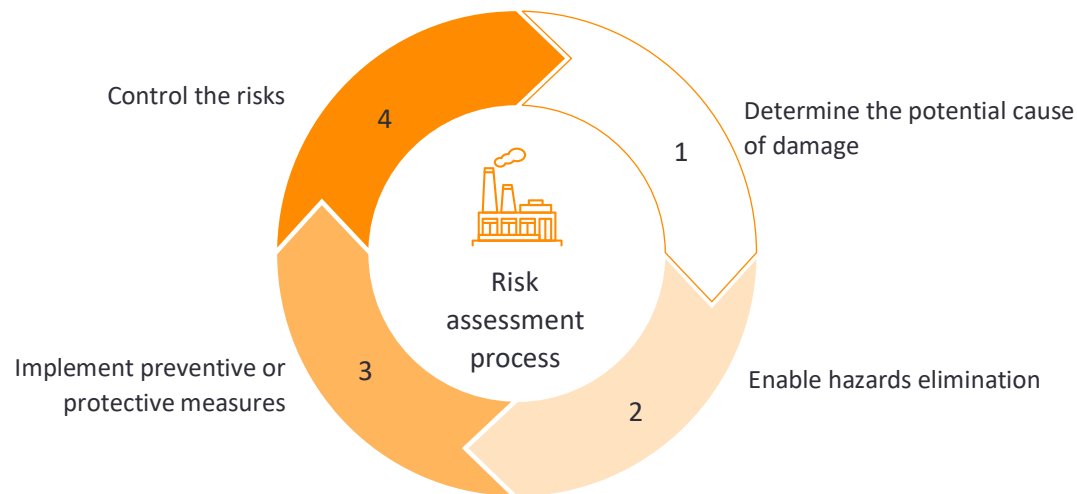 Control the risks
4
1
Determine the potential cause
of damage
Risk
assessment
process
Implement preventive or
protective measures
3
2
Enable hazards elimination